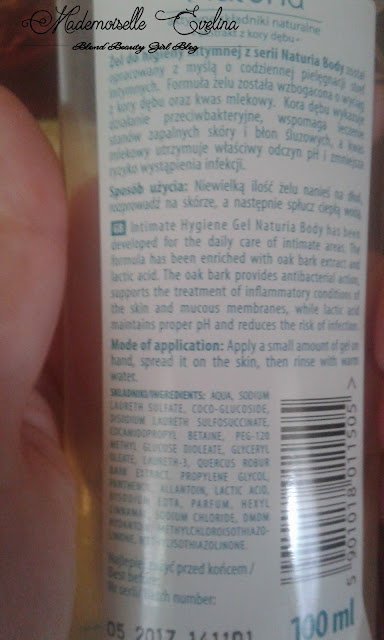 Mademoiselle Evelina
Blond Beauty Girl Blog
składniki naturalne
ekstrakt z kory dębu
Żel do higieny intymnej z serii Naturia Body został
opracowany z myślą o codziennej pielęgnacji stref
intymnych. Formuła żelu została wzbogacona o wyciąg
z kory dębu oraz kwas mlekowy. Kora dębu wykazuje
działanie przeciwbakteryjne, wspomaga leczenie
stanów zapalnych skóry i błon śluzowych, a kwas
mlekowy utrzymuje właściwy odczyn pH i zmniejsza
ryzyko wystąpienia infekcji.
Sposób użycia: Niewielką ilość żelu nanieś na dłoń,
rozprowadź na skórze, a następnie spłucz ciepłą wodą.
GB Intimate Hygiene Gel Naturia Body has been
developed for the daily care of intimate areas. The
formula has been enriched with oak bark extract and
lactic acid. The oak bark provides antibacterial action,
supports the treatment of inflammatory conditions of
the skin and mucous membranes, while lactic acid
maintains proper pH and reduces the risk of infection.
Mode of application: Apply a small amount of gel on
hand, spread it on the skin, then rinse with warm
water.
SKŁADNIKI/INGREDIENTS: AQUA, SODIUM
LAURETH SULFATE, COCO-GLUCOSIDE,
DISODIUM LAURETH SULFOSUCCINATE,
COCAMIDOPROPYL BETAINE, PEG-120
METHYL GLUCOSE DIOLEATE, GLYCERYL
OLEATE, LAURETH-3, QUERCUS ROBUR
BARK EXTRACT, PROPYLENE GLYCOL,
PANTHENOL, ALLANTOIN, LACTIC ACID,
DISODIUM EDTA, PARFUM, HEXYL
CINNAMAL, SODIUM CHLORIDE, DMDM
HYDANTOIN, METHYLCHLOROISOTHIAZO-
LINONE, METHYLISOTHIAZOLINONE.
Najlepiej zużyć przed końcem /
Best before:
Nr serii/batch number:
5 901018 011505 >
05 2017 141101
100 ml